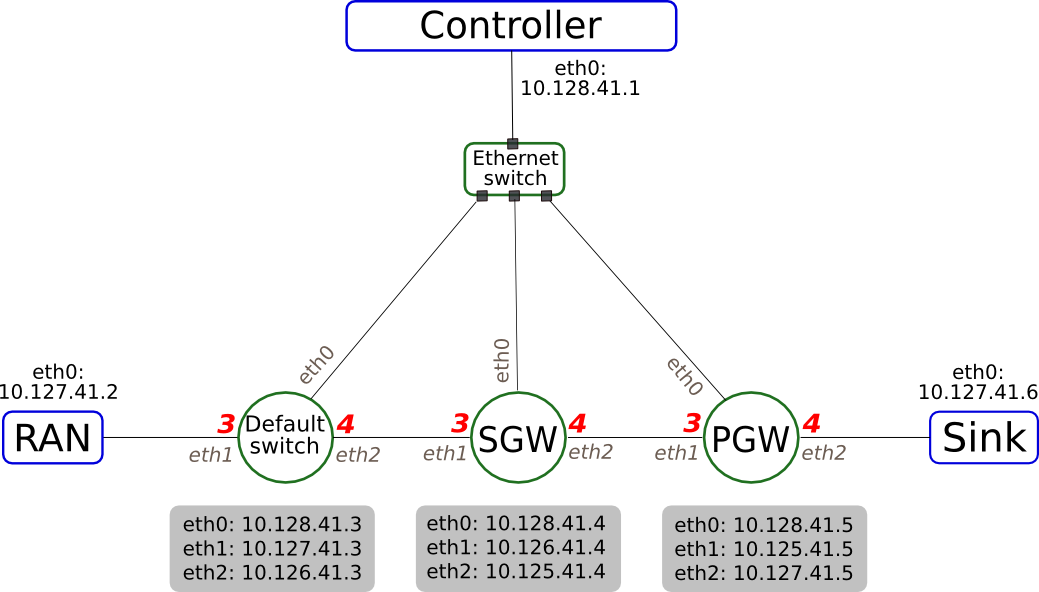 Controller
eth0:
10.128.41.1
Ethernet
switch
eth0
eth0
eth0
eth0:
10.127.41.2
eth0:
10.127.41.6
RAN
3
eth1
Default
switch
4
eth2
3
eth1
SGW
4
eth2
3
eth1
PGW
4
eth2
Sink
eth0: 10.128.41.3
eth1: 10.127.41.3
eth2: 10.126.41.3
eth0: 10.128.41.4
eth1: 10.126.41.4
eth2: 10.125.41.4
eth0: 10.128.41.5
eth1: 10.125.41.5
eth2: 10.127.41.5